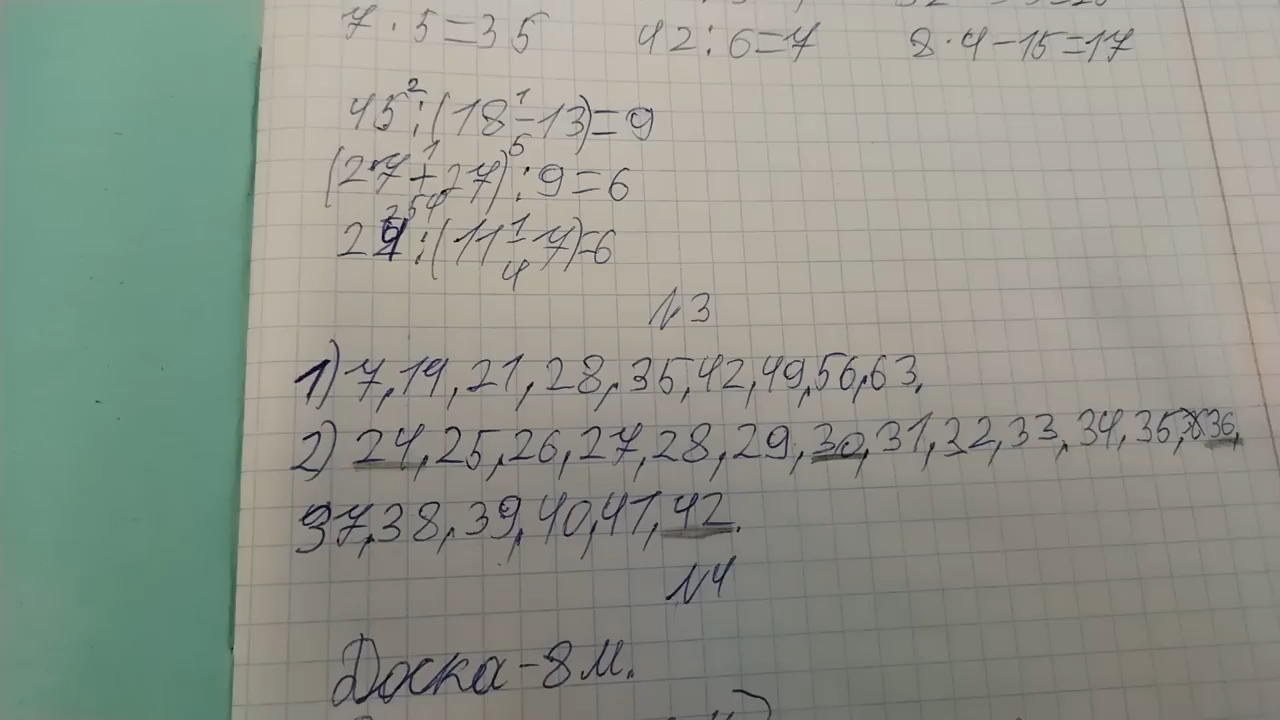 7 · 5 = 35 42 : 6 = 7 8 · 4 - 15 = 17
45 : (18 - 13) = 9
(27 + 27) : 9 = 6
24 : (11 - 7) = 6
N3
1) 7, 14, 21, 28, 35, 42, 49, 56, 63.
2) 24, 25, 26, 27, 28, 29, 30, 31, 32, 33, 34, 35, 36,
37, 38, 39, 40, 41, 42.
N4
Доска - 8 м.